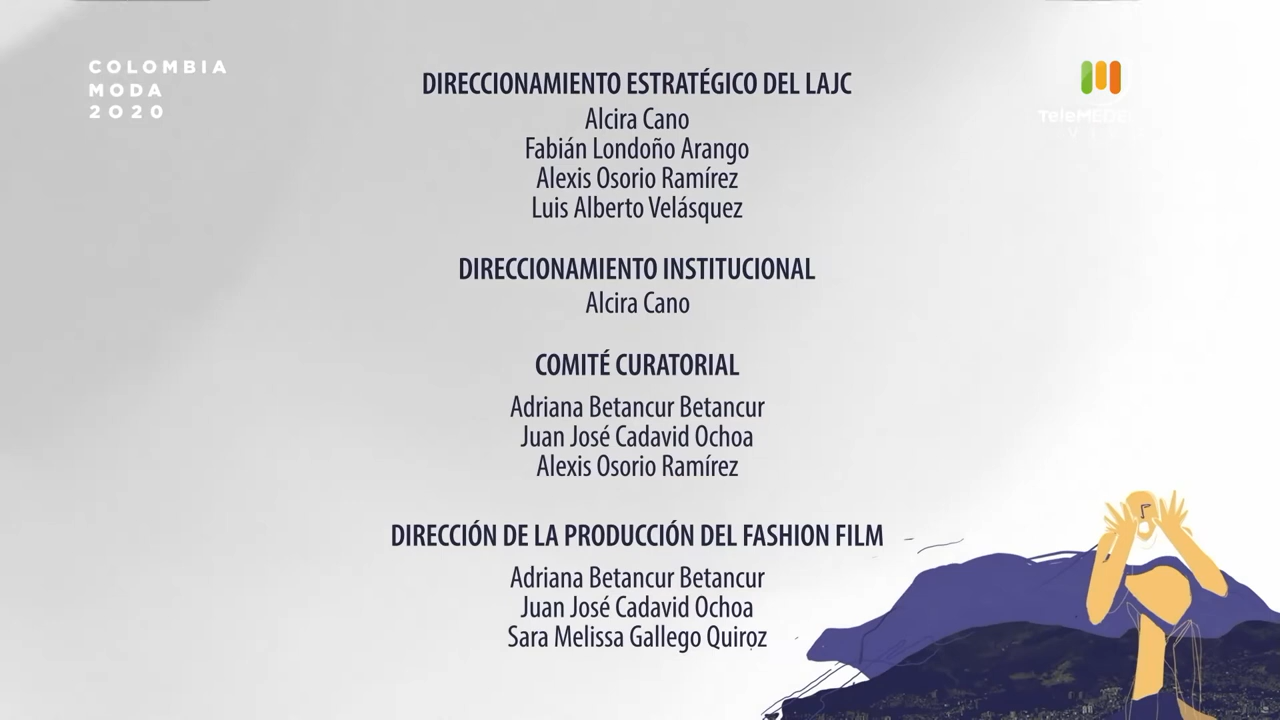 COLOMBIA
MODA
2020
DIRECCIONAMIENTO ESTRATÉGICO DEL LAJC
Alcira Cano
Fabián Londoño Arango
Alexis Osorio Ramírez
Luis Alberto Velásquez
DIRECCIONAMIENTO INSTITUCIONAL
Alcira Cano
COMITÉ CURATORIAL
Adriana Betancur Betancur
Juan José Cadavid Ochoa
Alexis Osorio Ramírez
DIRECCIÓN DE LA PRODUCCIÓN DEL FASHION FILM
Adriana Betancur Betancur
Juan José Cadavid Ochoa
Sara Melissa Gallego Quiroz